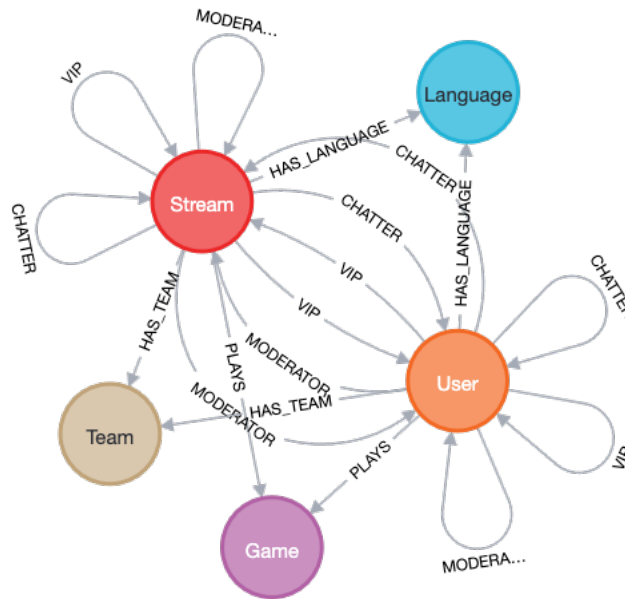 MODERA...
VIP
Language
HAS_LANGUAGE
CHATTER
Stream
CHATTER
CHATTER
HAS_LANGUAGE
VIP
VIP
CHATTER
HAS_TEAM
PLAYS
MODERATOR
User
HAS_TEAM
MODERATOR
Team
PLAYS
VIP
Game
MODERA...